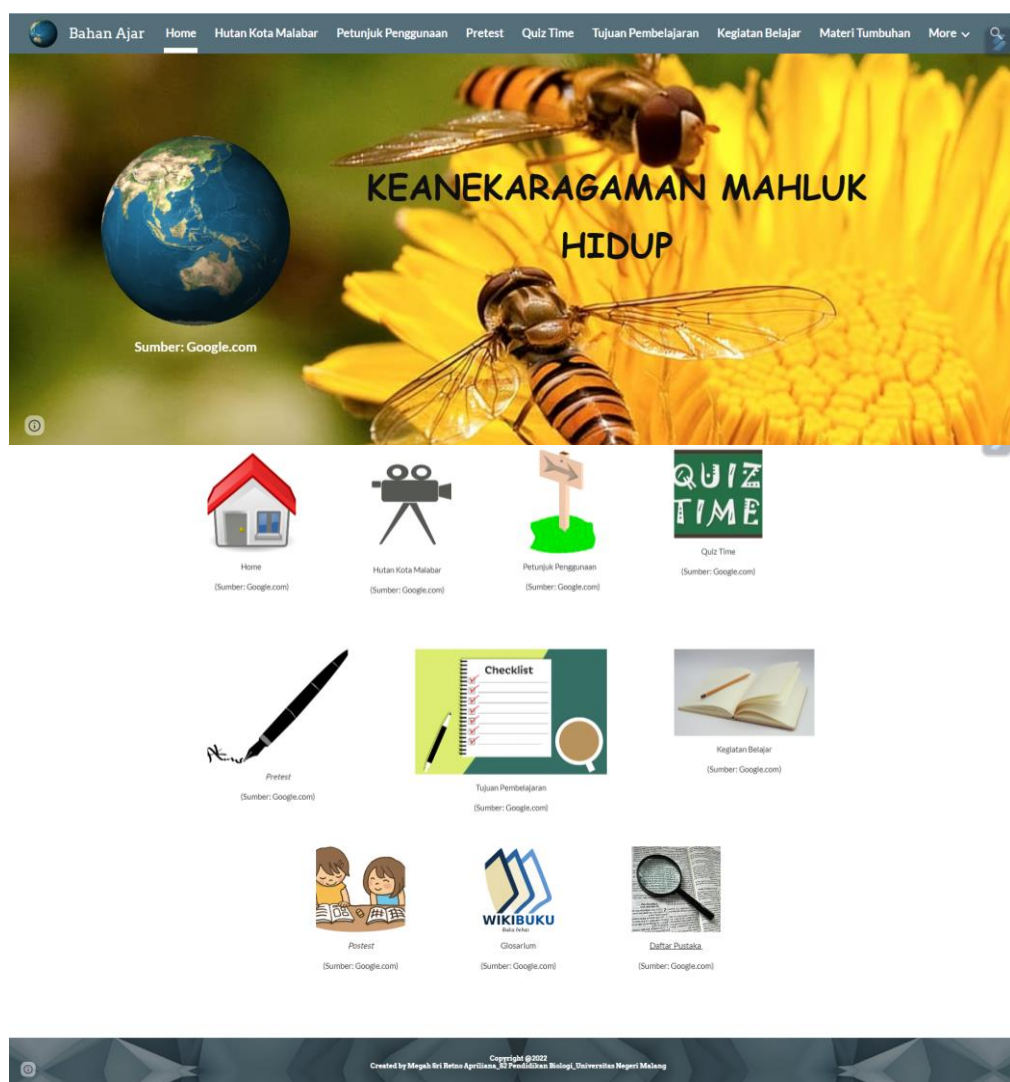 Bahan Ajar Home Hutan Kota Malabar Petunjuk Penggunaan Pretest Quiz Time Tujuan Pembelajaran Kegiatan Belajar Materi Tumbuhan More
KEANEKARAGAMAN MAHLUK
HIDUP
Sumber: Google.com
QUIZ
TIME
Home
(Sumber: Google.com)
Hutan Kota Malabar
(Sumber: Google.com)
Petunjuk Penggunaan
(Sumber: Google.com)
Quiz Time
(Sumber: Google.com)
Pretest
(Sumber: Google.com)
Checklist
Tujuan Pembelajaran
(Sumber: Google.com)
Kegiatan Belajar
(Sumber: Google.com)
Postest
(Sumber: Google.com)
WIKIBUKU
Buku bebas
Glosarium
(Sumber: Google.com)
Daftar Pustaka
(Sumber: Google.com)
Copyright @2022
Created by Megah Sri Retno Apriliana_S2 Pendidikan Biologi_Universitas Negeri Malang